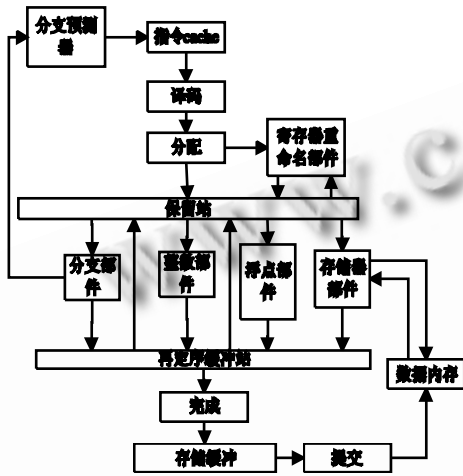 分支预测
器
指令cache
译码
分配
寄存器重
命名部件
保留站
分支部
件
整数部
件
浮点部
件
存储器
部件
再定序缓冲站
数据内存
完成
存储缓冲
提交